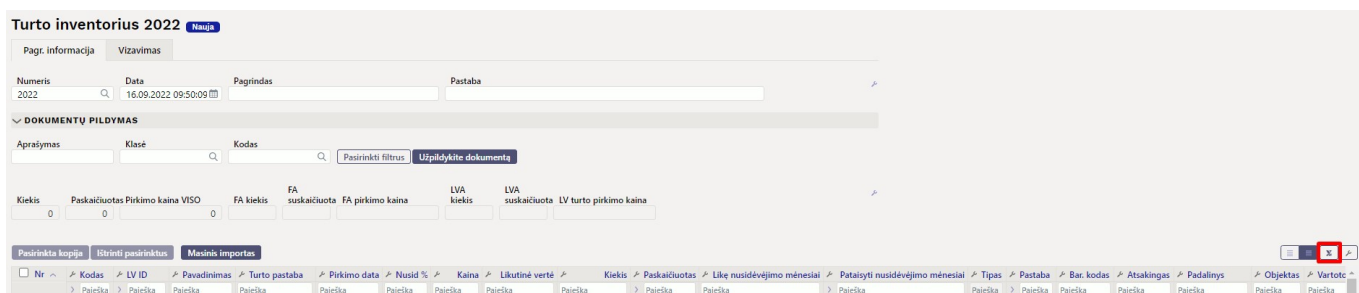 Turto inventorius 2022 Nauja
Pagr. informacija Vizavimas
Numeris Data Pagrindas Pastaba
2022 16.09.2022 09:50:09
DOKUMENTŲ PILDYMAS
Aprašymas Klasė Kodas
Pasirinkti filtrus Užpildykite dokumentą
FA LVA LVA
Kiekis Paskaičiuotas Pirkimo kaina VISO FA kiekis suskaičiuota FA pirkimo kaina kiekis suskaičiuota LV turto pirkimo kaina
0 0 0
Pasirinkta kopija Ištrinti pasirinktus Masinis importas Σ
Nr Kodas LV ID Pavadinimas Turto pastaba Pirkimo data Nusid % Kaina Likutinė vertė Kiekis Paskaičiuotas Likę nusidėvėjimo mėnesiai Pataisyti nusidėvėjimo mėnesiai Tipas Pastaba Bar. kodas Atsakingas Padalinys Objektas Vartoto
Paieška Paieška Paieška Paieška Paieška Paieška Paieška Paieška Paieška Paieška Paieška Paieška Paieška Paieška Paieška Paieška Paieška Paieška Paieška